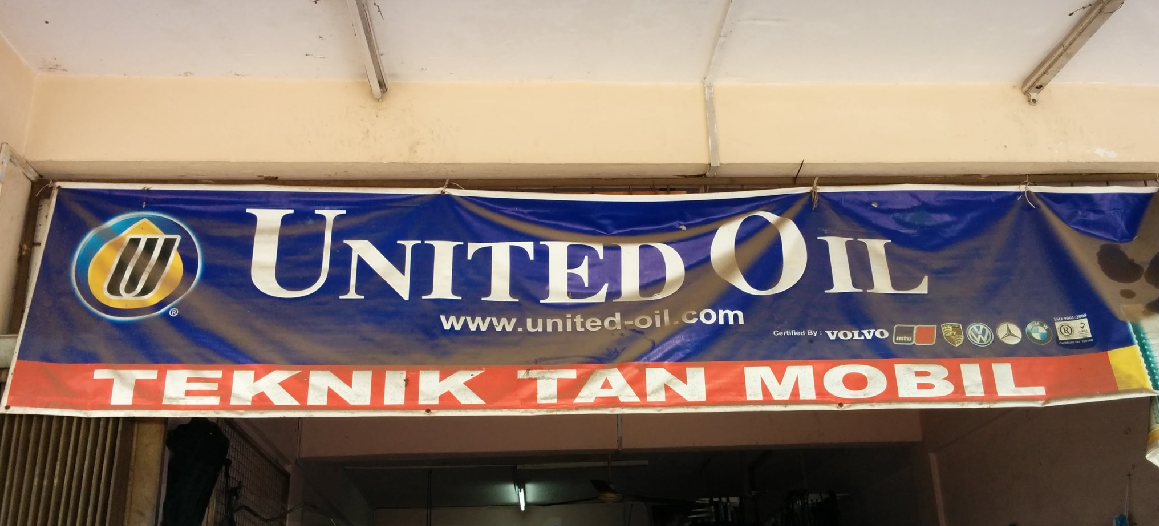 UNITED OIL
®
www.united-oil.com
Certified By : VOLVO
TEKNIK TAN MOBIL